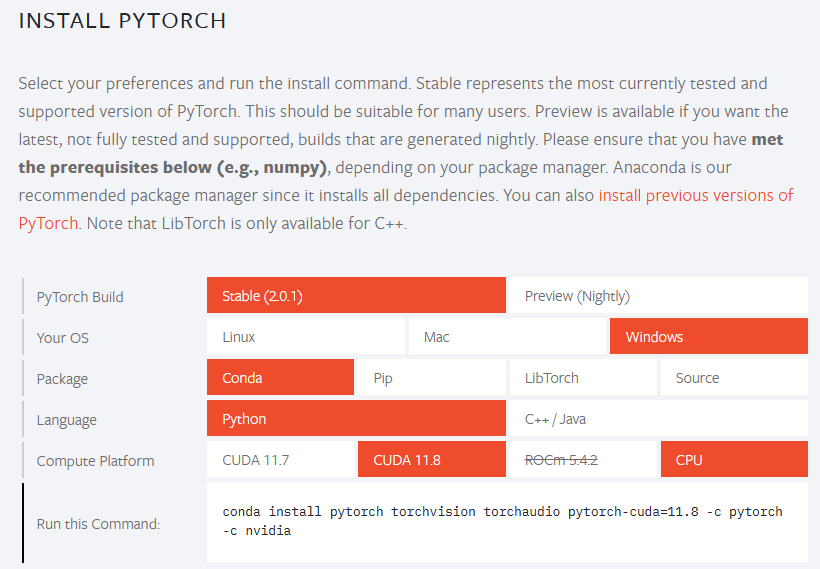 INSTALL PYTORCH
Select your preferences and run the install command. Stable represents the most currently tested and
supported version of PyTorch. This should be suitable for many users. Preview is available if you want the
latest, not fully tested and supported, builds that are generated nightly. Please ensure that you have met
the prerequisites below (e.g., numpy), depending on your package manager. Anaconda is our
recommended package manager since it installs all dependencies. You can also install previous versions of
PyTorch. Note that LibTorch is only available for C++.
PyTorch Build Stable (2.0.1) Preview (Nightly)
Your OS Linux Mac Windows
Package Conda Pip LibTorch Source
Language Python C++ / Java
Compute Platform CUDA 11.7 CUDA 11.8 ROCm 5.4.2 CPU
Run this Command: conda install pytorch torchvision torchaudio pytorch-cuda=11.8 -c pytorch
-c nvidia